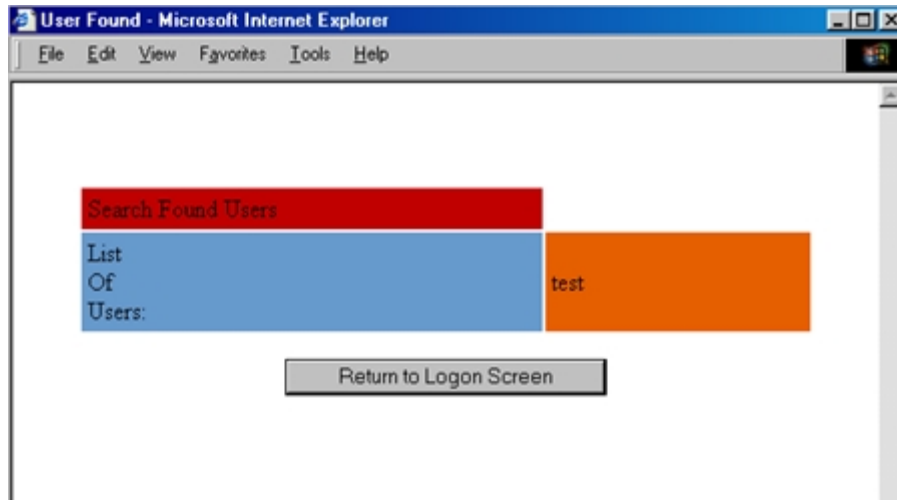 User Found - Microsoft Internet Explorer
File Edit View Favorites Tools Help
Search Found Users
List
Of
Users:
test
Return to Logon Screen